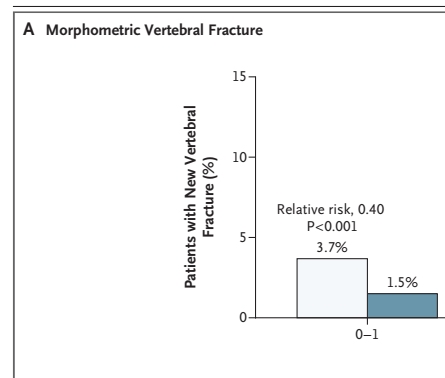 A Morphometric Vertebral Fracture
Patients with New Vertebral
Fracture (%)
15
10
5
0
Relative risk, 0.40
P<0.001
3.7%
1.5%
0–1